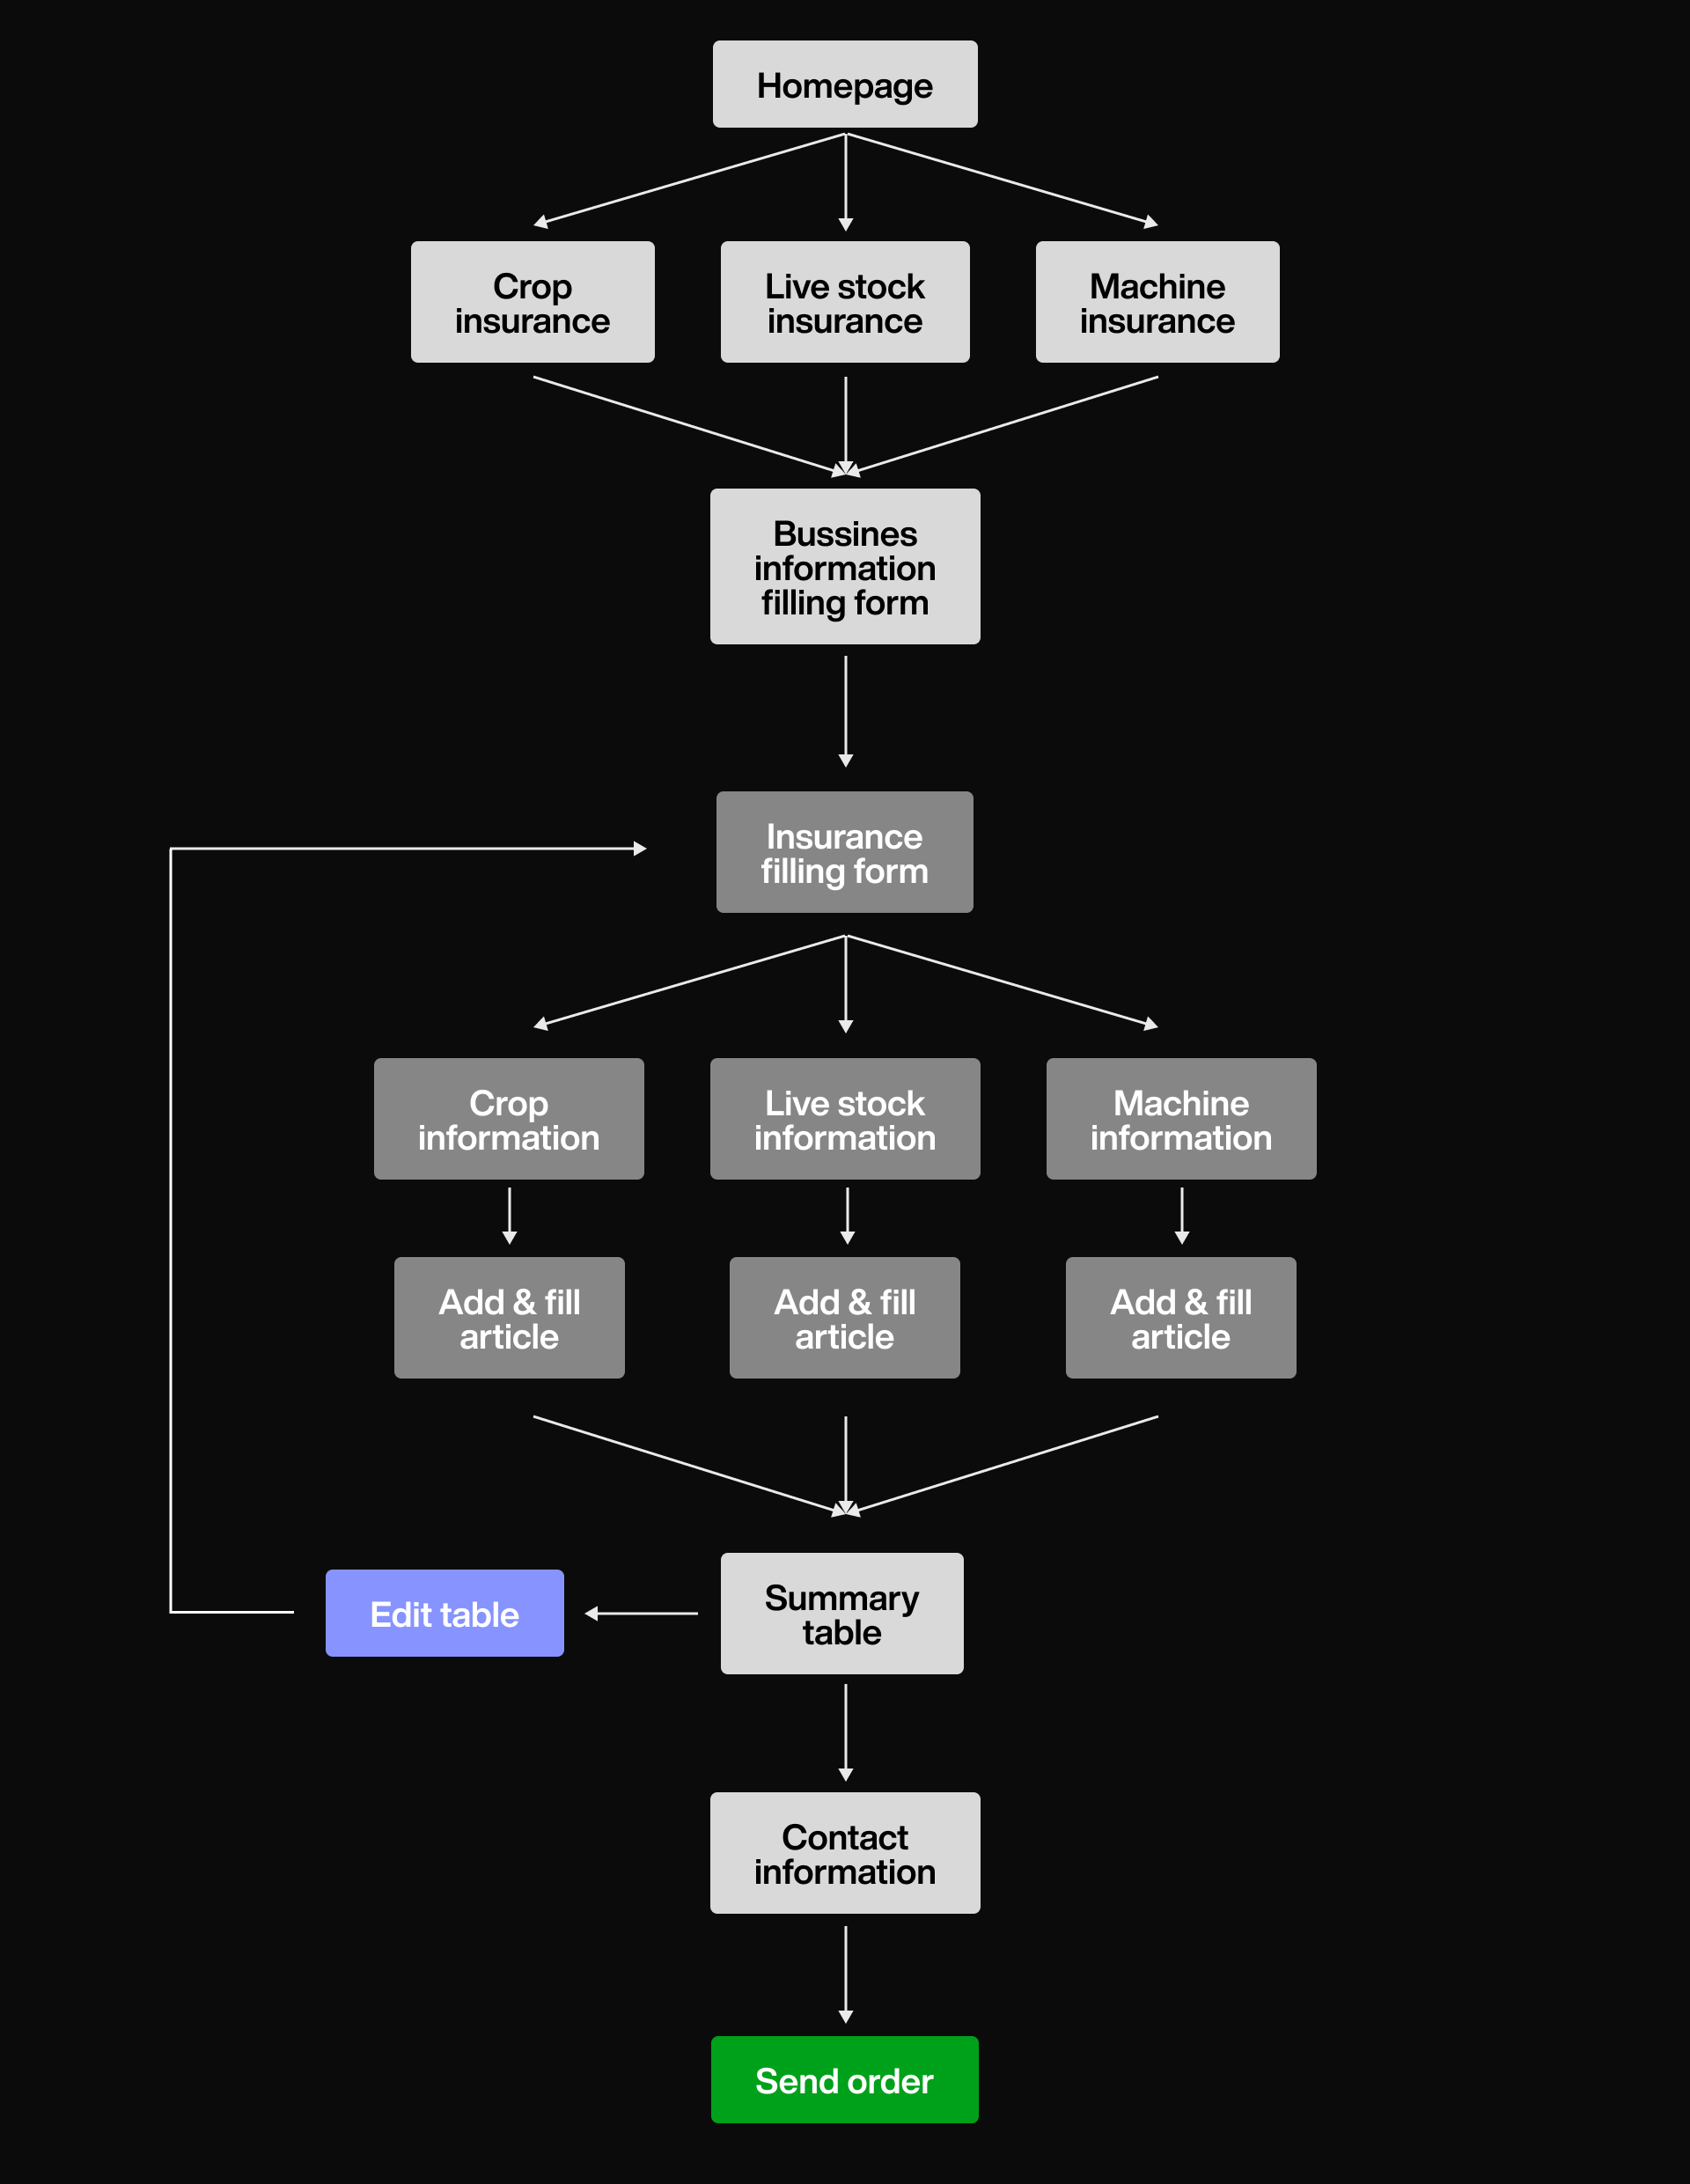 Homepage
Crop
insurance
Live stock
insurance
Machine
insurance
Bussines
information
filling form
Insurance
filling form
Crop
information
Live stock
information
Machine
information
Add & fill
article
Add & fill
article
Add & fill
article
Edit table
Summary
table
Contact
information
Send order